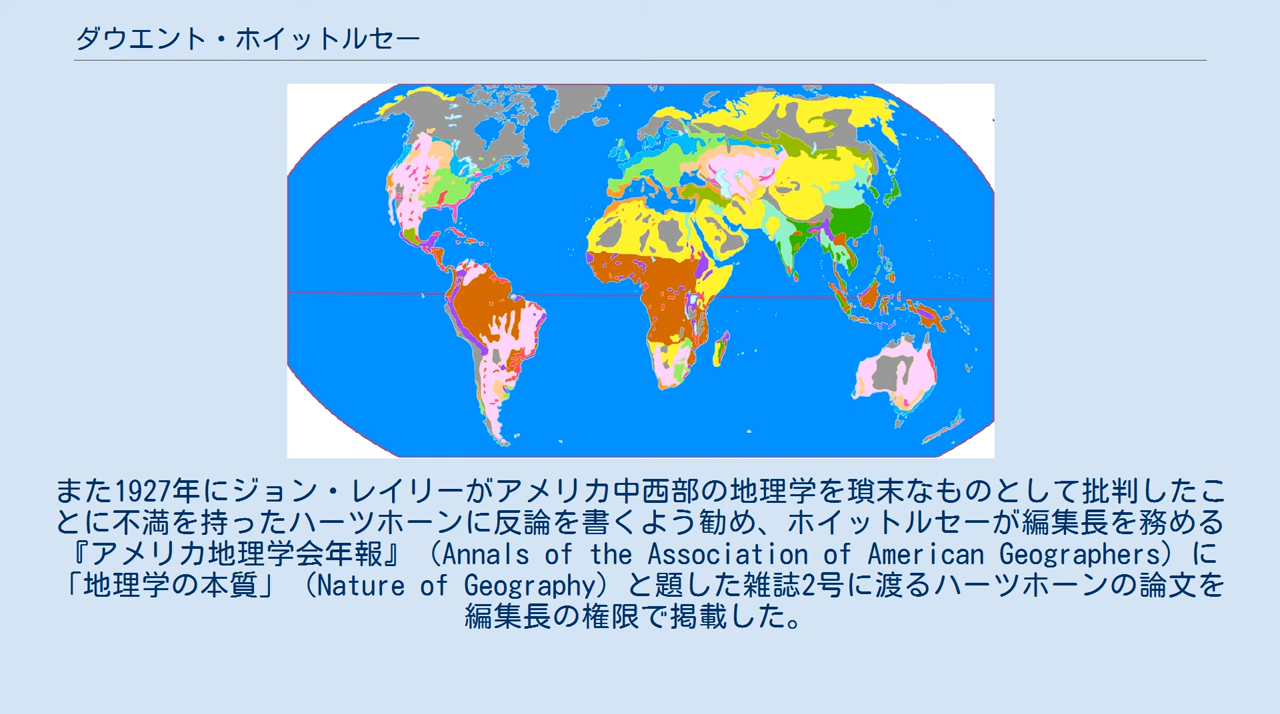 ダウエント・ホイットルセー
また1927年にジョン・レイリーがアメリカ中西部の地理学を瑣末なものとして批判したこ
とに不満を持ったハーツホーンに反論を書くよう勧め、ホイットルセーが編集長を務める
『アメリカ地理学会年報』（Annals of the Association of American Geographers）に
「地理学の本質」（Nature of Geography）と題した雑誌2号に渡るハーツホーンの論文を
編集長の権限で掲載した。